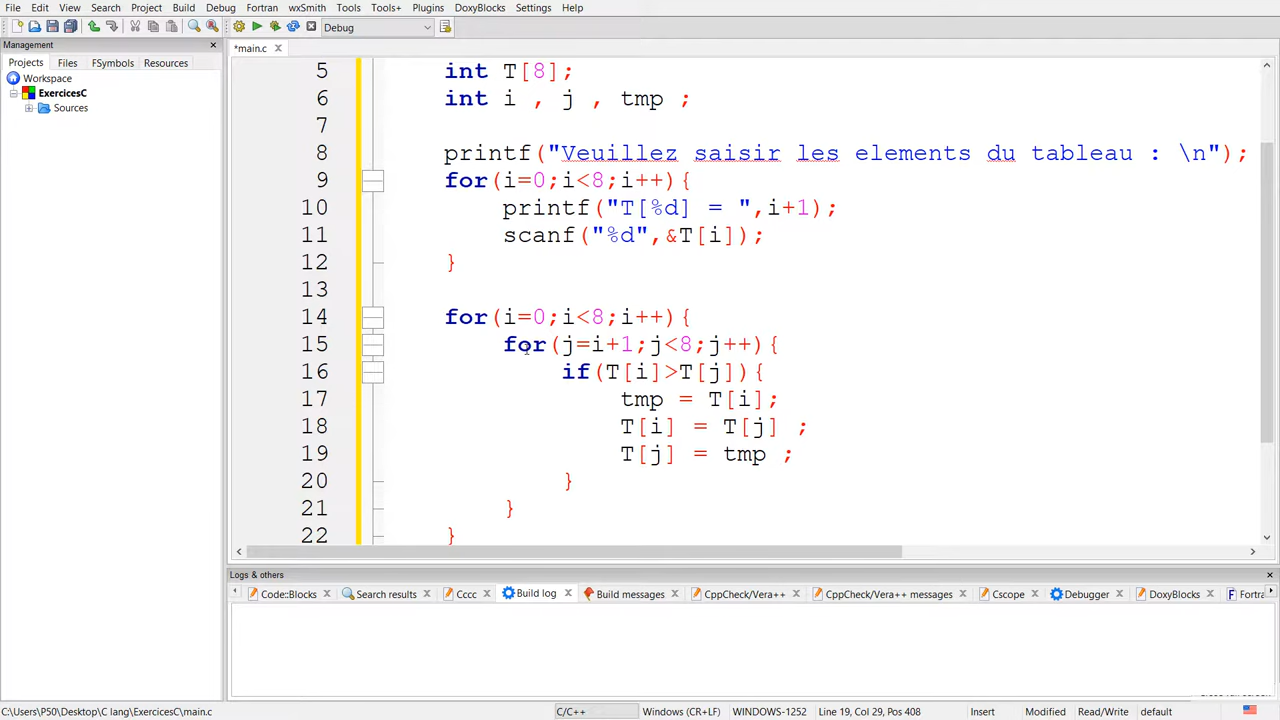 File Edit View Search Project Build Debug Fortran wxSmith Tools Tools+ Plugins DoxyBlocks Settings Help
Debug
Management
*main.c
Projects Files FSymbols Resources
Workspace
ExercicesC
Sources
5 int T[8];
6 int i , j , tmp ;
7
8 printf("Veuillez saisir les elements du tableau : \n");
9 for(i=0;i<8;i++){
10 printf("T[%d] = ",i+1);
11 scanf("%d",&T[i]);
12 }
13
14 for(i=0;i<8;i++){
15 for(j=i+1;j<8;j++){
16 if(T[i]>T[j]){
17 tmp = T[i];
18 T[i] = T[j] ;
19 T[j] = tmp ;
20 }
21 }
22 }
Logs & others
Code::Blocks Search results Cccc Build log Build messages CppCheck/Vera++ CppCheck/Vera++ messages Cscope Debugger DoxyBlocks Fortra
C:\Users\P50\Desktop\C lang\ExercicesC\main.c C/C++ Windows (CR+LF) WINDOWS-1252 Line 19, Col 29, Pos 408 Insert Modified Read/Write default